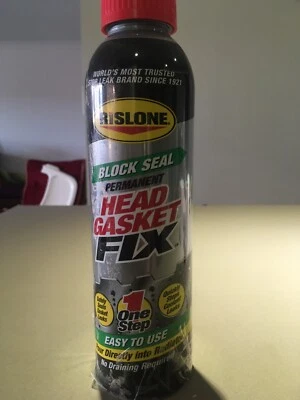 WORLD'S MOST TRUSTED
STOP LEAK BRAND SINCE 1921
RISLONE
BLOCK SEAL
PERMANENT
HEAD
GASKET
FIX
1
One
Step
EASY TO USE
Pour Directly into Radiator
No Draining Required